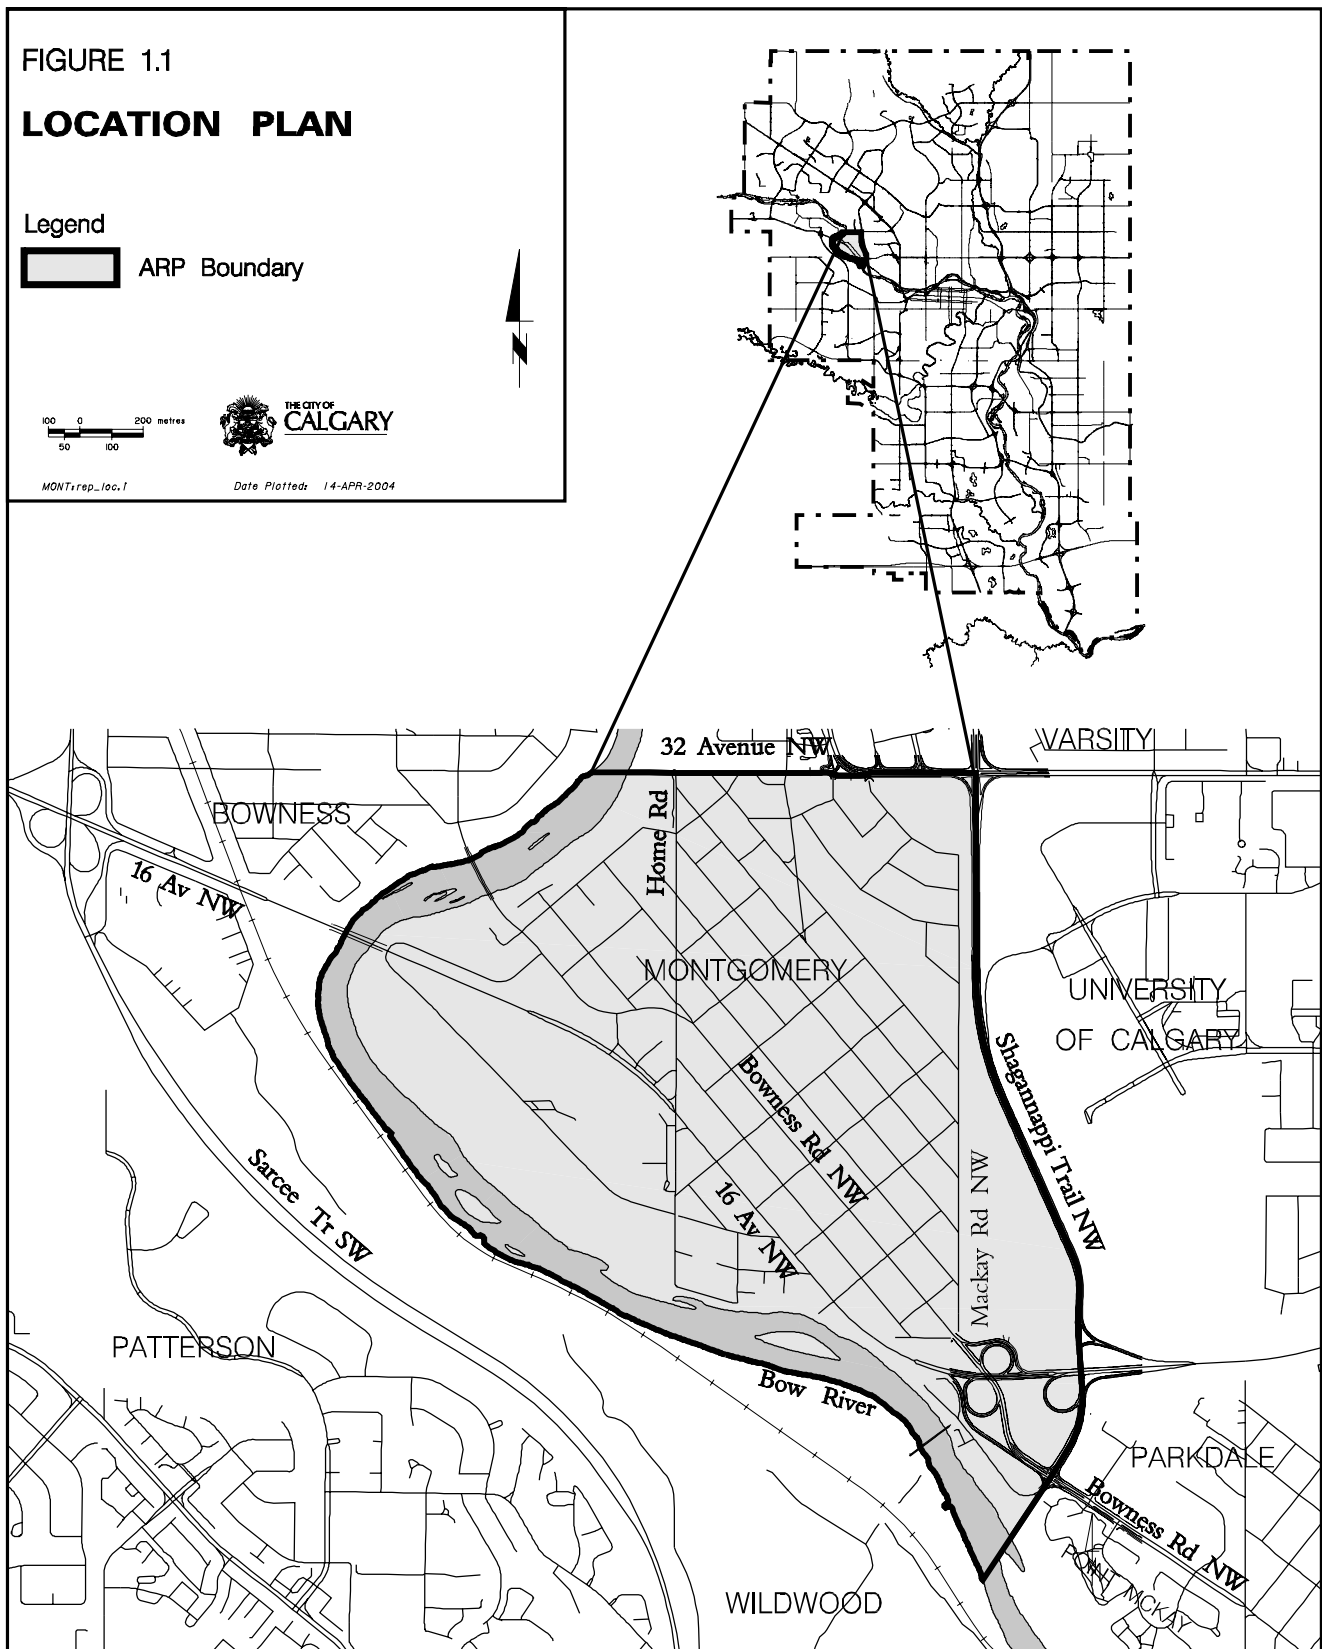 FIGURE 1.1
LOCATION PLAN
Legend
ARP Boundary
N
100 0 200 metres
50 100
THE CITY OF
CALGARY
MONT:rep_loc.i
Date Plotted: 14-APR-2004
32 Avenue NW
VARSITY
BOWNESS
Home Rd
16 Av NW
MONTGOMERY
UNIVERSITY
OF CALGARY
Shagannappi Trail NW
Bowness Rd NW
16 Av NW
Mackay Rd NW
Sarcee Tr SW
PATTERSON
Bow River
PARKDALE
Bowness Rd NW
POINT MCKAY
WILDWOOD